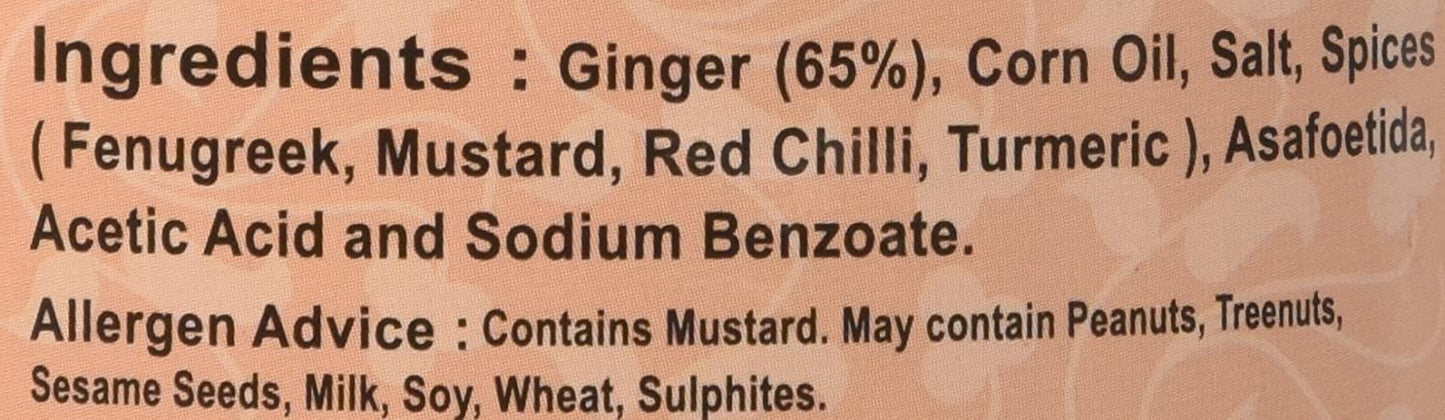 Ingredients : Ginger (65%), Corn Oil, Salt, Spices
( Fenugreek, Mustard, Red Chilli, Turmeric ), Asafoetida,
Acetic Acid and Sodium Benzoate.
Allergen Advice : Contains Mustard. May contain Peanuts, Treenuts,
Sesame Seeds, Milk, Soy, Wheat, Sulphites.